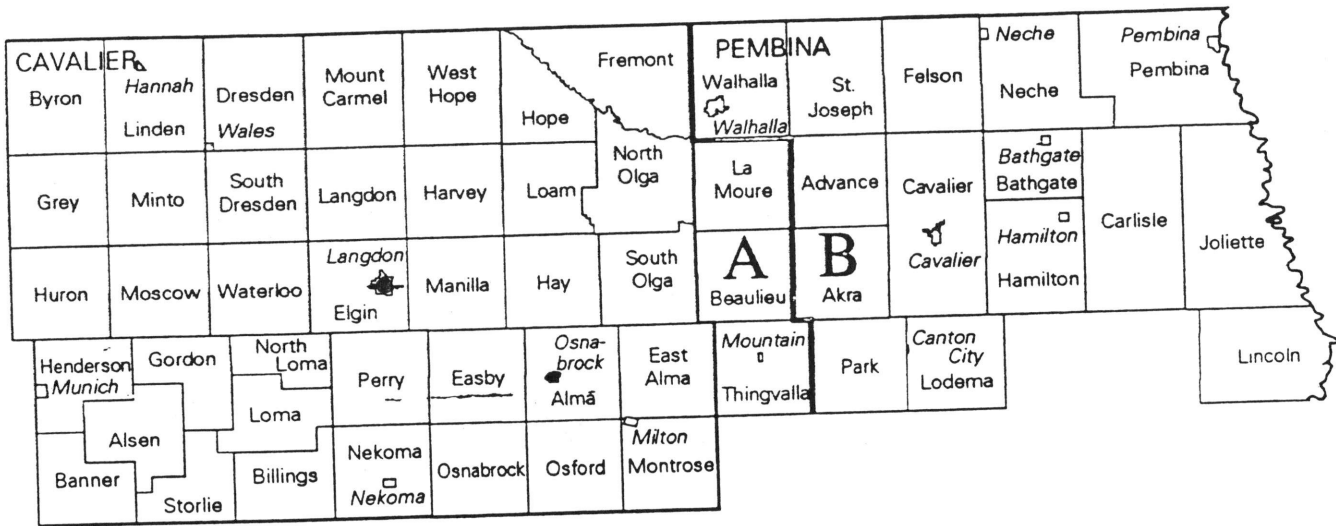 CAVALIER
PEMBINA
Byron
Hannah
Linden
Dresden
Wales
Mount
Carmel
West
Hope
Hope
Fremont
Walhalla
Walhalla
St.
Joseph
Felson
Neche
Neche
Pembina
Pembina
Grey
Minto
South
Dresden
Langdon
Harvey
Loam
North
Olga
La
Moure
Advance
Cavalier
Cavalier
Bathgate
Bathgate
Hamilton
Hamilton
Carlisle
Joliette
Huron
Moscow
Waterloo
Langdon
Elgin
Manilla
Hay
South
Olga
A
Beaulieu
B
Akra
Henderson
Munich
Gordon
North
Loma
Loma
Perry
Easby
Osna-
brock
Almā
East
Alma
Mountain
Thingvalla
Park
Canton
City
Lodema
Lincoln
Alsen
Banner
Storlie
Billings
Nekoma
Nekoma
Osnabrock
Osford
Milton
Montrose